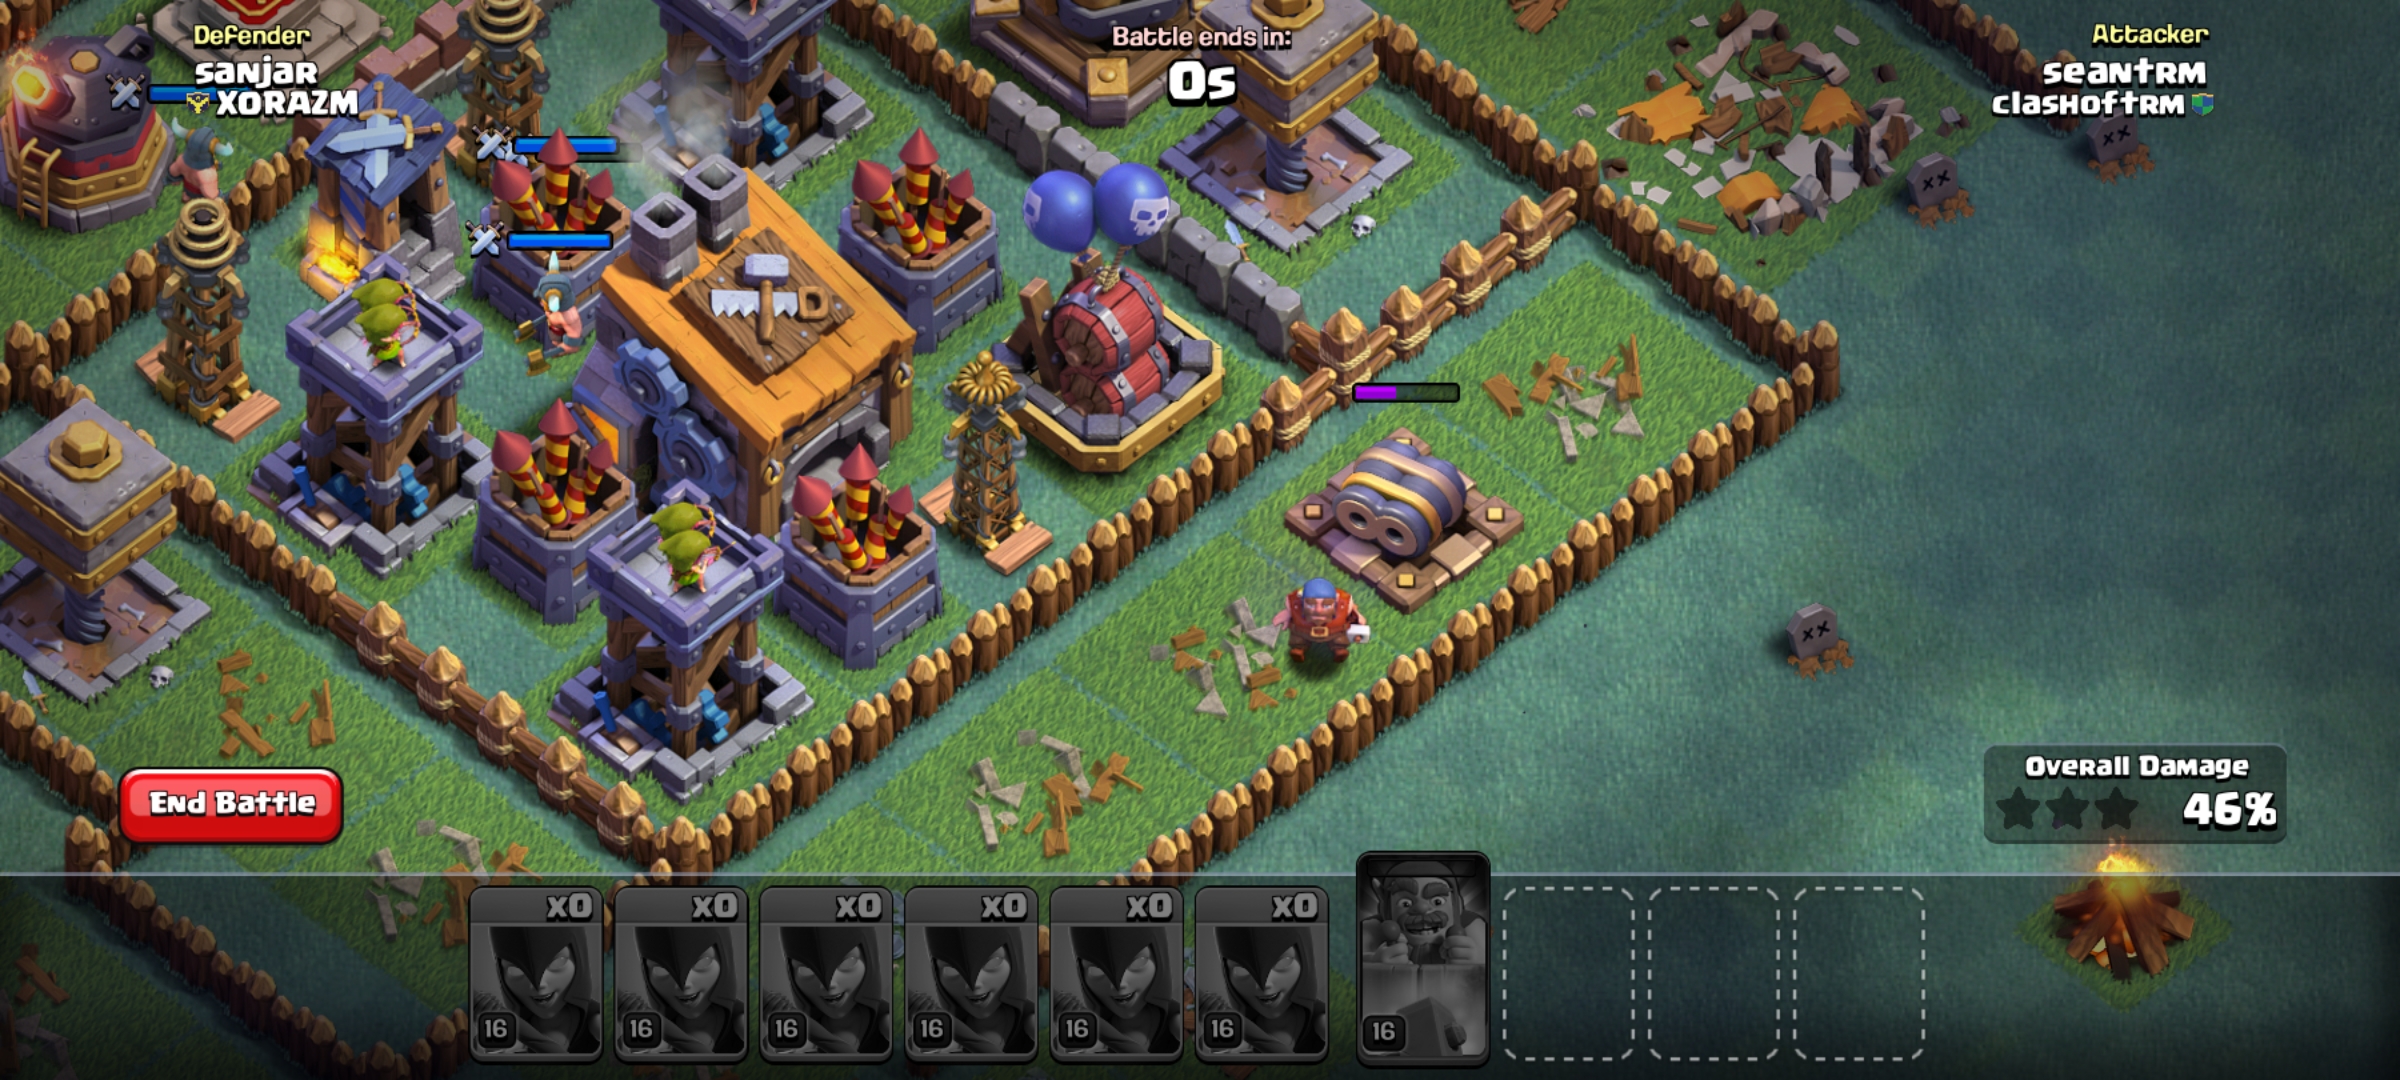 Defender
sanjar
XORAZM
Battle ends in:
0s
Attacker
seantRM
clashoftRM
End Battle
Overall Damage
46%
x0
x0
x0
x0
x0
x0
16
16
16
16
16
16
16